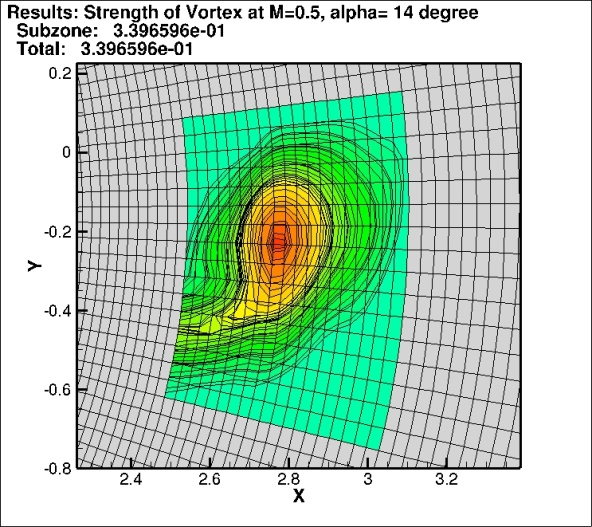 Results: Strength of Vortex at M=0.5, alpha= 14 degree
Subzone: 3.396596e-01
Total: 3.396596e-01
0.2
0
-0.2
-0.4
-0.6
-0.8
Y
2.4 2.6 2.8 3 3.2
X